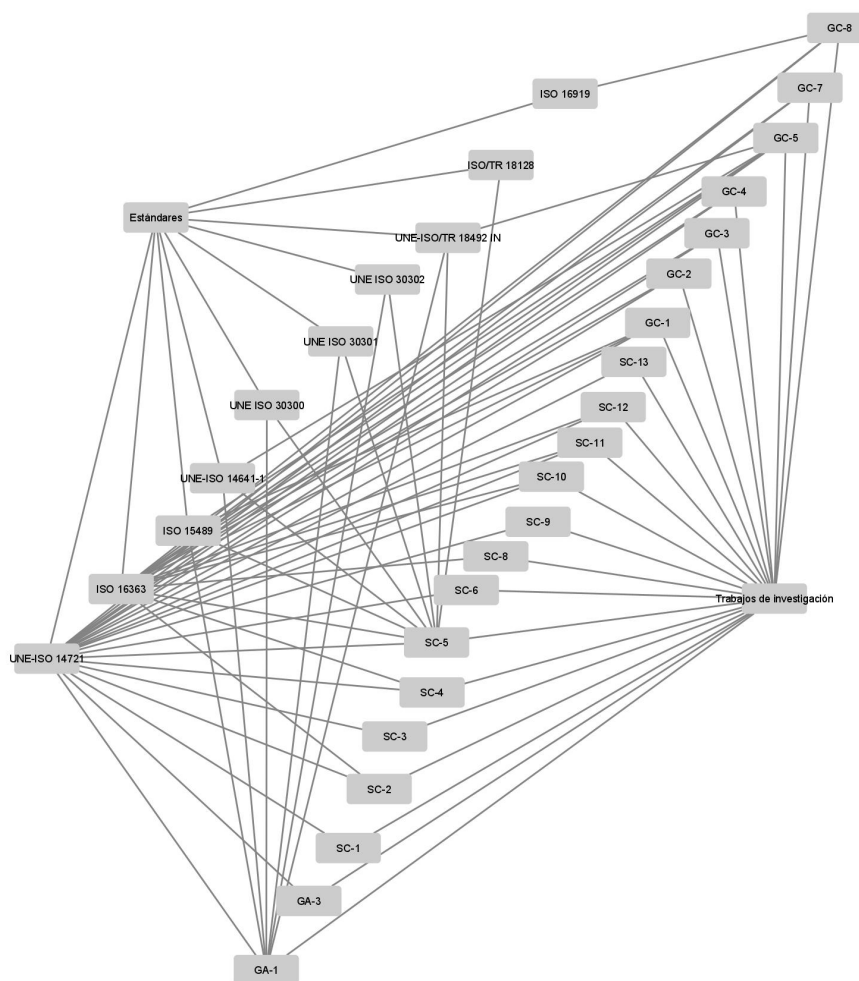 GC-8
GC-7
ISO 16919
GC-5
ISO/TR 18128
GC-4
Estándares
GC-3
UNE-ISO/TR 18492 IN
GC-2
UNE ISO 30302
GC-1
UNE ISO 30301
SC-13
UNE ISO 30300
SC-12
SC-11
UNE-ISO 14641-1
SC-10
SC-9
ISO 15489
SC-8
ISO 16363
SC-6
Trabajos de investigación
SC-5
UNE-ISO 14721
SC-4
SC-3
SC-2
SC-1
GA-3
GA-1